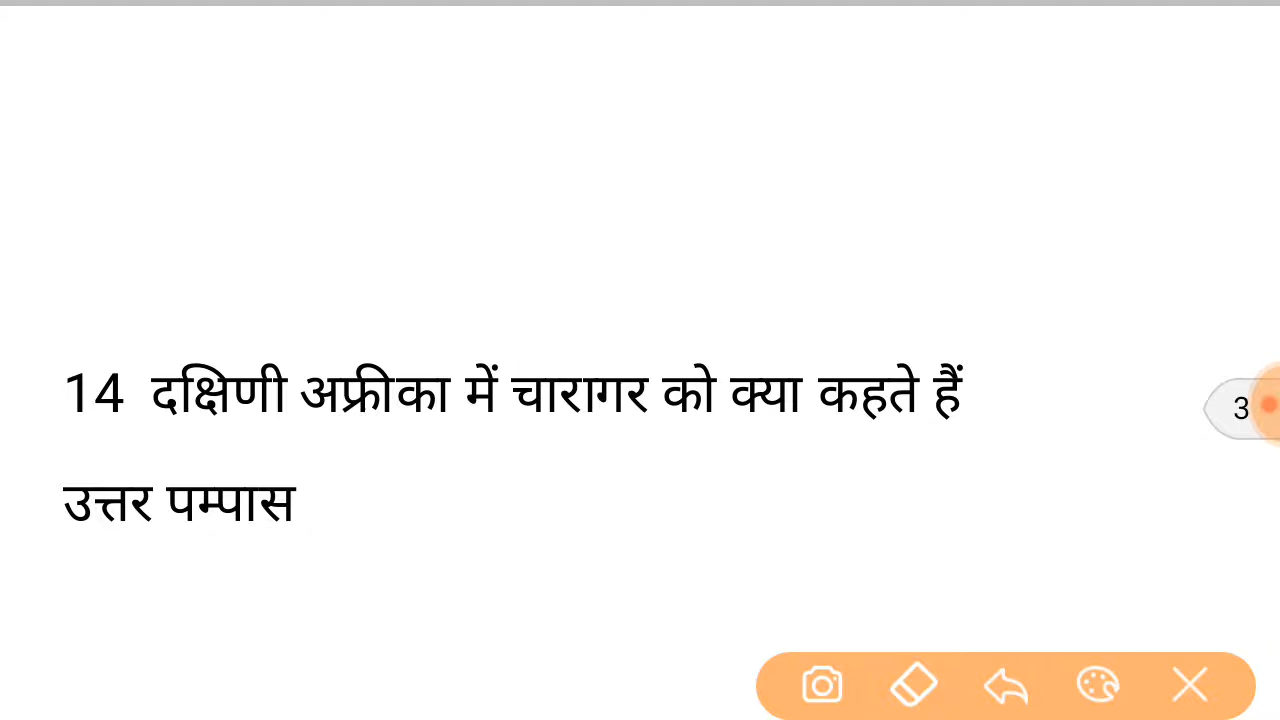 14 दक्षिणी अफ्रीका में चारागर को क्या कहते हैं
3
उत्तर पम्पास